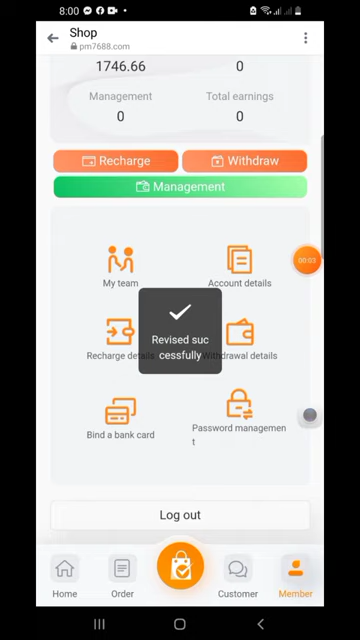 8:00
Shop
pm7688.com
1746.66 0
Management Total earnings
0 0
Recharge Withdraw
Management
My team Account details
00:03
Revised suc
cessfully
Recharge details Withdrawal details
Bind a bank card Password managemen
t
Log out
Home Order Customer Member